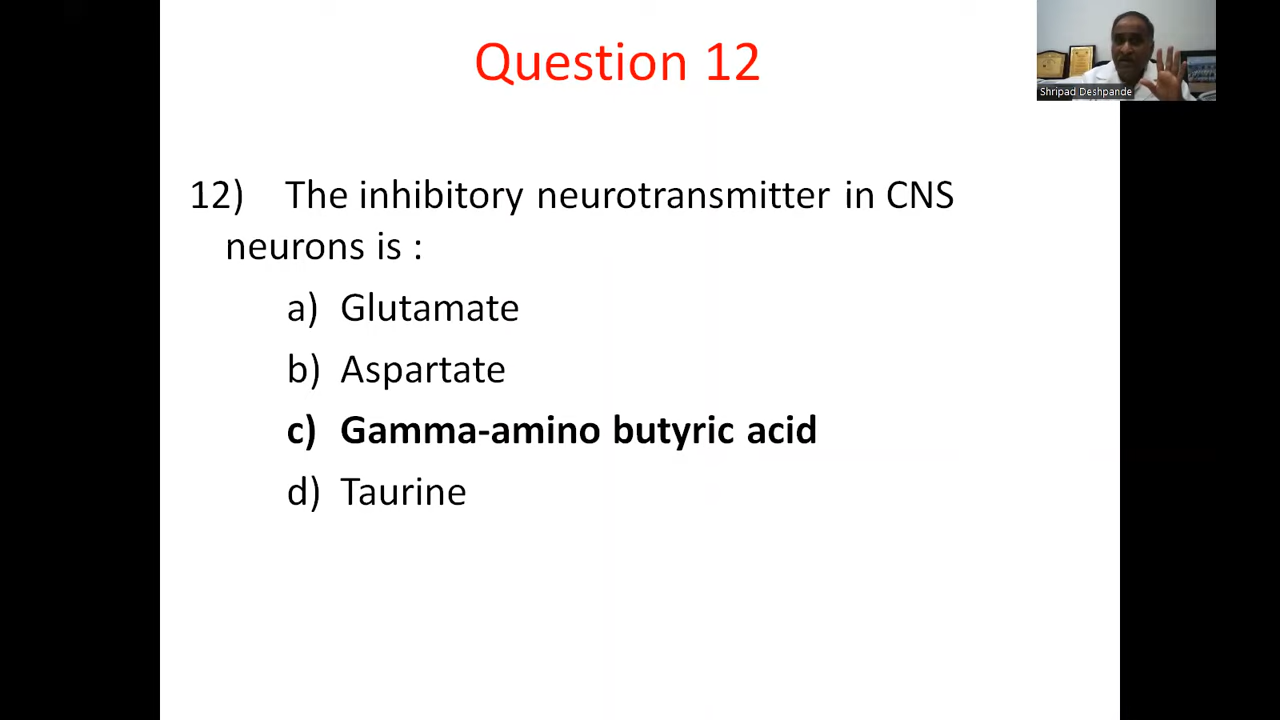 Question 12
Shripad Deshpande
12) The inhibitory neurotransmitter in CNS
neurons is :
a) Glutamate
b) Aspartate
c) Gamma-amino butyric acid
d) Taurine